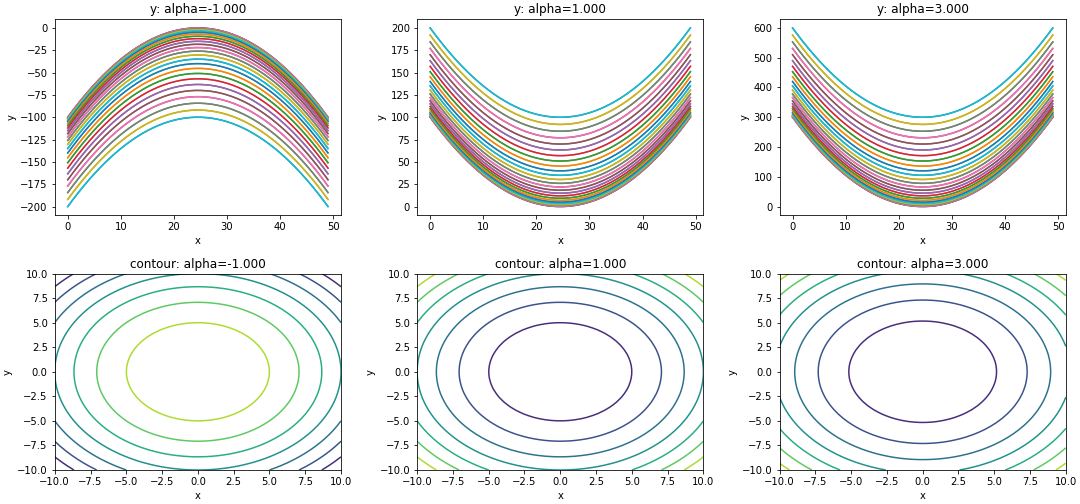 y: alpha=-1.000
y: alpha=1.000
y: alpha=3.000
0
−25
−50
−75
−100
−125
−150
−175
−200
y
0 10 20 30 40 50
x
200
175
150
125
100
75
50
25
0
y
0 10 20 30 40 50
x
600
500
400
300
200
100
0
y
0 10 20 30 40 50
x
contour: alpha=-1.000
contour: alpha=1.000
contour: alpha=3.000
10.0
7.5
5.0
2.5
0.0
−2.5
−5.0
−7.5
−10.0
y
−10.0 −7.5 −5.0 −2.5 0.0 2.5 5.0 7.5 10.0
x
10.0
7.5
5.0
2.5
0.0
−2.5
−5.0
−7.5
−10.0
y
−10.0 −7.5 −5.0 −2.5 0.0 2.5 5.0 7.5 10.0
x
10.0
7.5
5.0
2.5
0.0
−2.5
−5.0
−7.5
−10.0
y
−10.0 −7.5 −5.0 −2.5 0.0 2.5 5.0 7.5 10.0
x